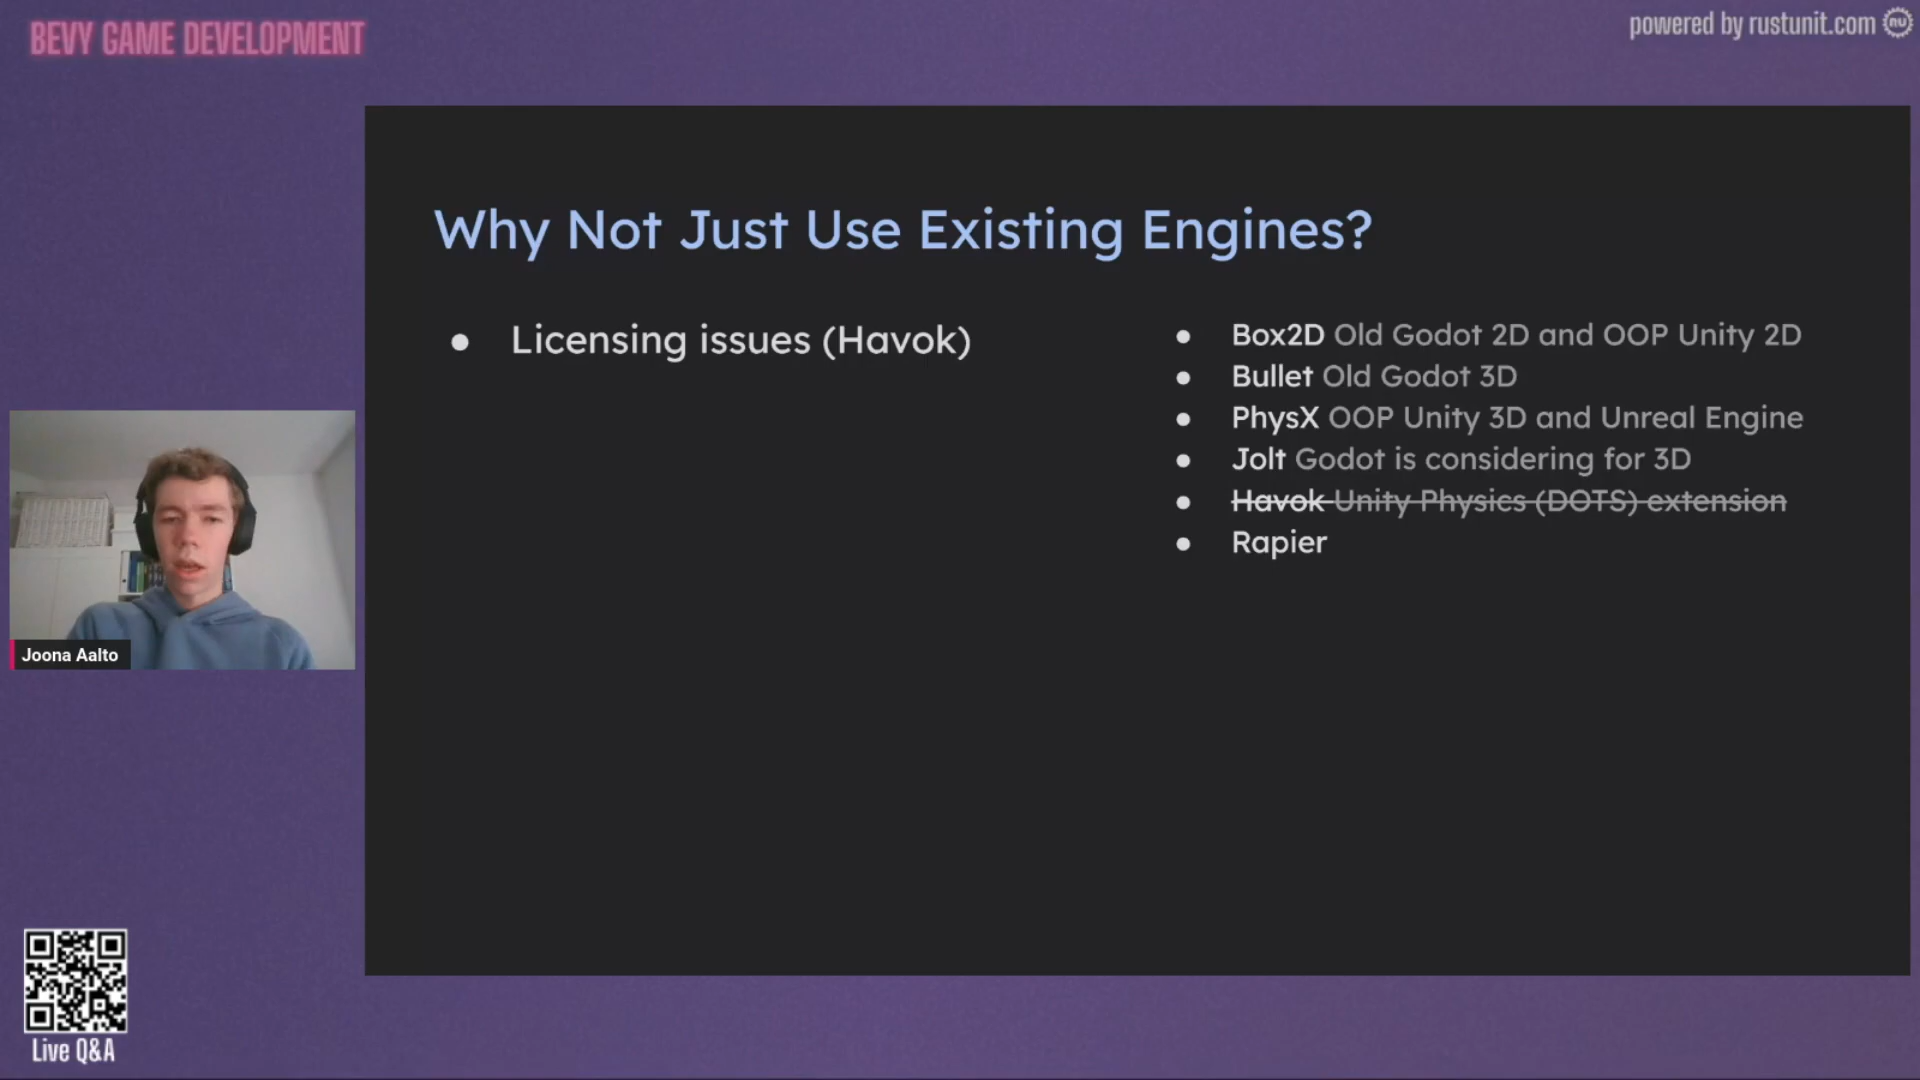 BEVY GAME DEVELOPMENT
powered by rustunit.com
nu
Why Not Just Use Existing Engines?
● Licensing issues (Havok)
● Box2D Old Godot 2D and OOP Unity 2D
● Bullet Old Godot 3D
● PhysX OOP Unity 3D and Unreal Engine
● Jolt Godot is considering for 3D
● Havok Unity Physics (DOTS) extension
● Rapier
Joona Aalto
Live Q&A